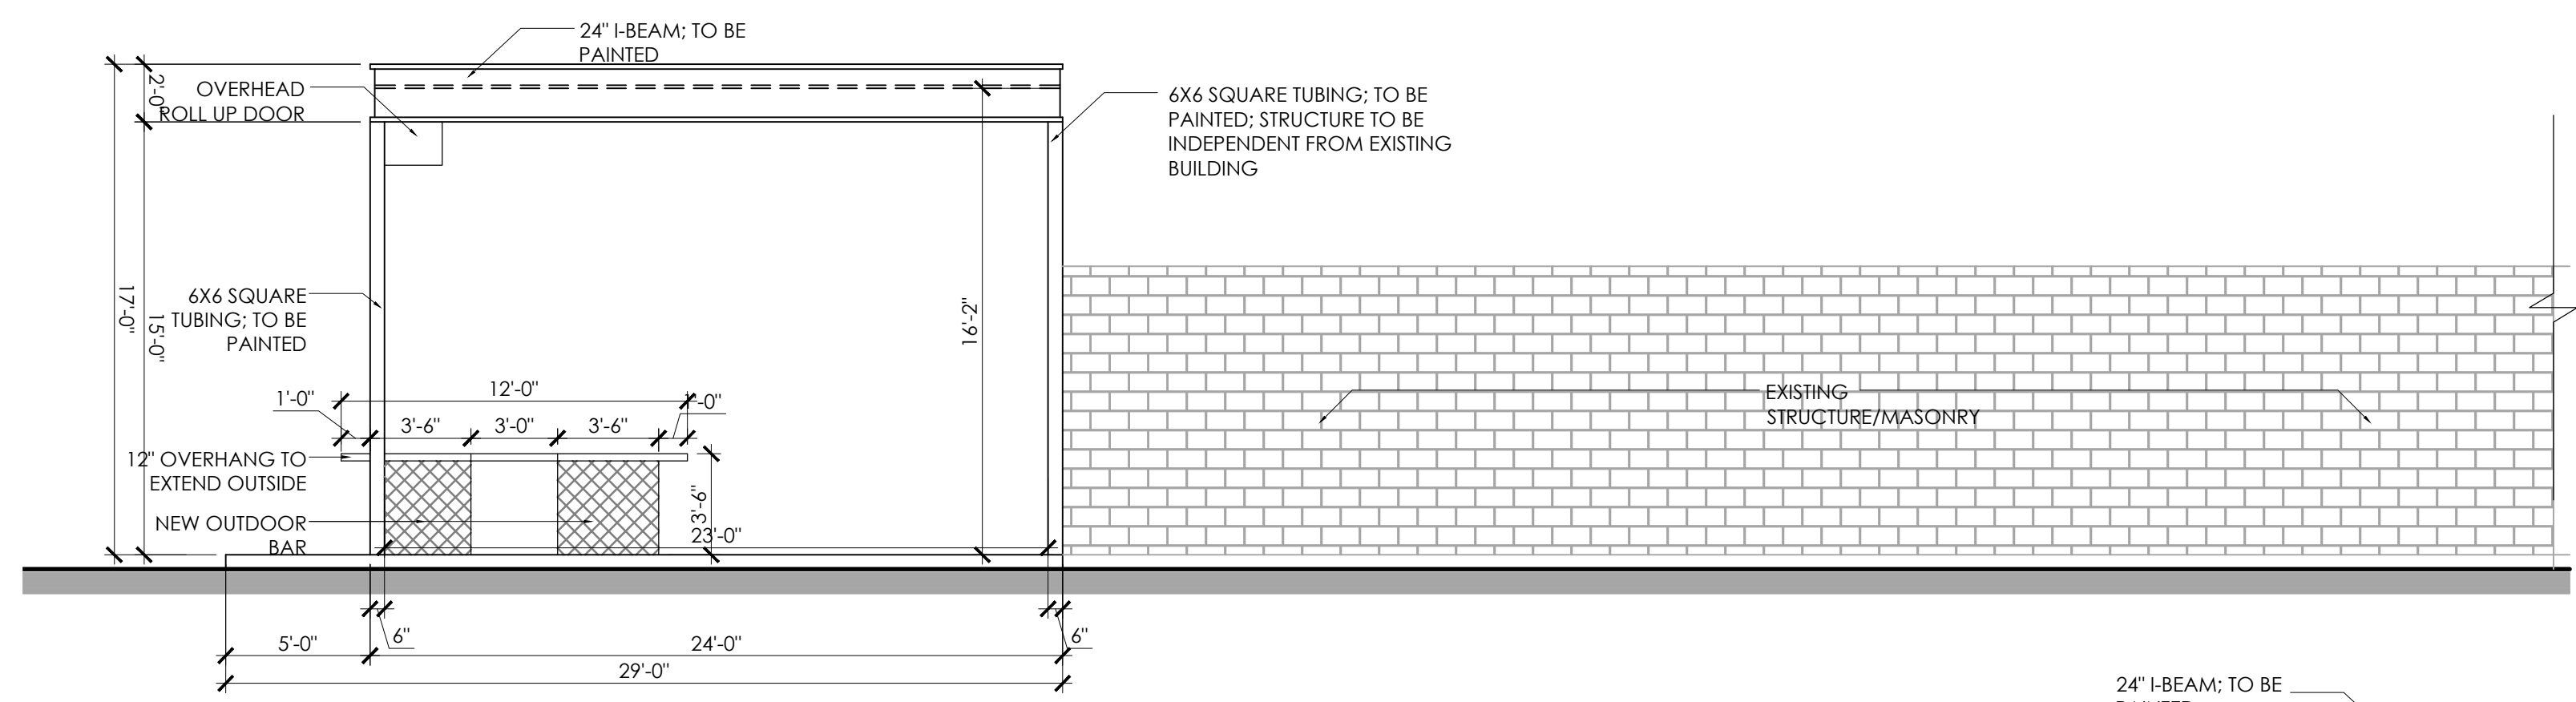 24" I-BEAM; TO BE
PAINTED
2'-0"
OVERHEAD
ROLL UP DOOR
6X6 SQUARE TUBING; TO BE
PAINTED; STRUCTURE TO BE
INDEPENDENT FROM EXISTING
BUILDING
17'-0"
15'-0"
6X6 SQUARE
TUBING; TO BE
PAINTED
16'-2"
12'-0"
1'-0"
-0"
3'-6"
3'-0"
3'-6"
EXISTING
STRUCTURE/MASONRY
12" OVERHANG TO
EXTEND OUTSIDE
3'-6"
NEW OUTDOOR
BAR
23'-0"
6"
6"
5'-0"
24'-0"
29'-0"
24" I-BEAM; TO BE